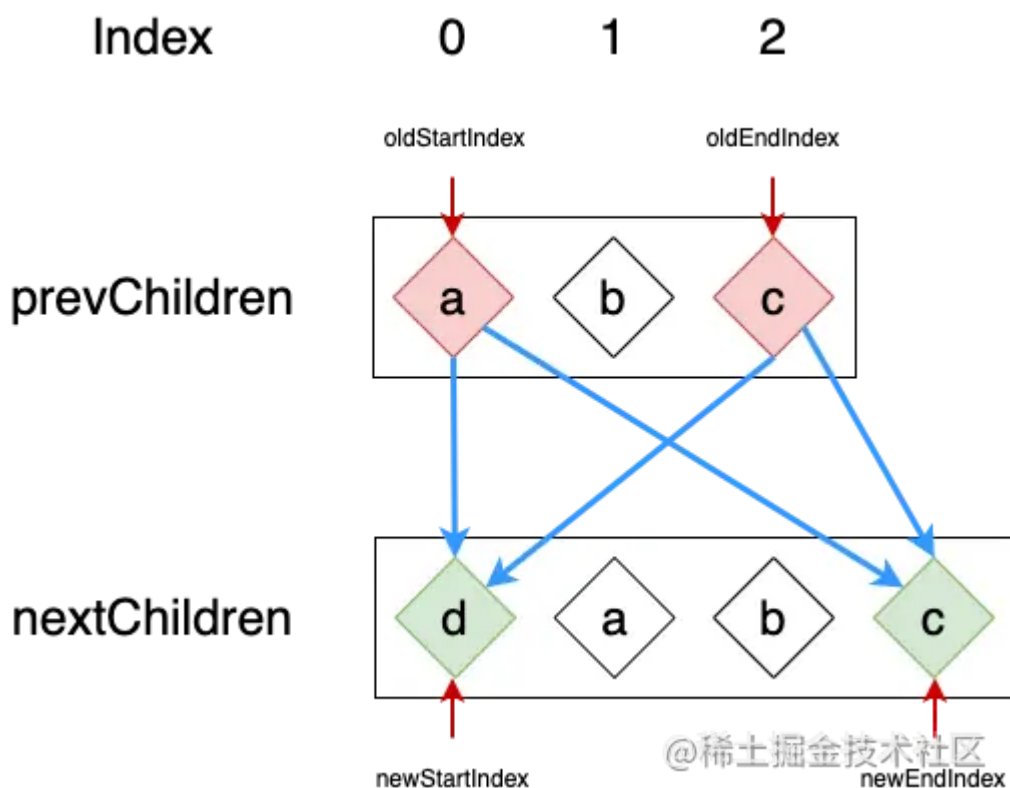 Index 0 1 2
oldStartIndex oldEndIndex
prevChildren a b c
nextChildren d a b c
@稀土掘金技术社区
newStartIndex newEndIndex